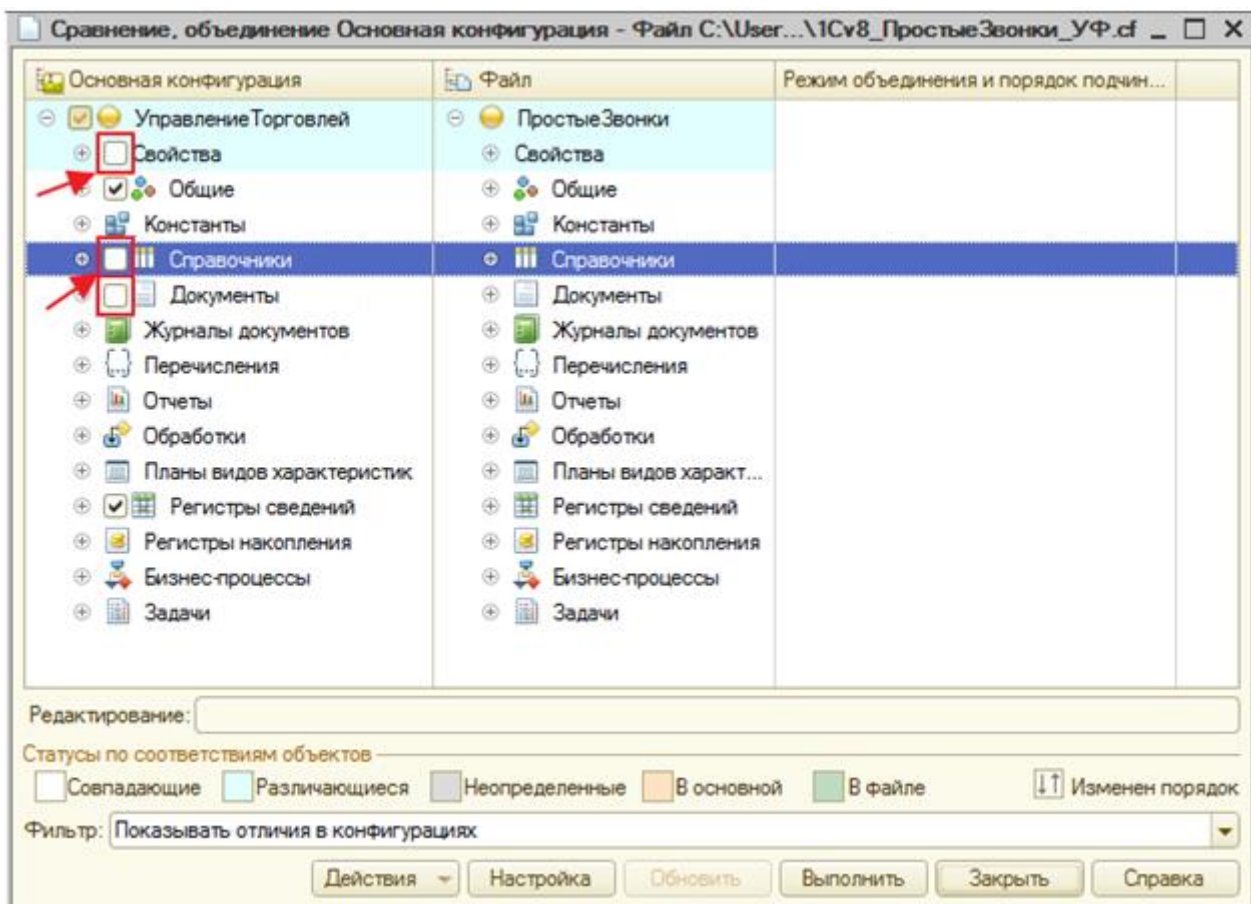 Сравнение, объединение Основная конфигурация - Файл C:\User...\1Cv8_ПростыеЗвонки_УФ.cf
Основная конфигурация Файл Режим объединения и порядок подчин...
УправлениеТорговлей ПростыеЗвонки
Свойства Свойства
Общие Общие
Константы Константы
Справочники Справочники
Документы Документы
Журналы документов Журналы документов
Перечисления Перечисления
Отчеты Отчеты
Обработки Обработки
Планы видов характеристик Планы видов характ...
Регистры сведений Регистры сведений
Регистры накопления Регистры накопления
Бизнес-процессы Бизнес-процессы
Задачи Задачи
Редактирование:
Статусы по соответствиям объектов
Совпадающие Различающиеся Неопределенные В основной В файле Изменен порядок
Фильтр: Показывать отличия в конфигурациях
Действия Настройка Обновить Выполнить Закрыть Справка